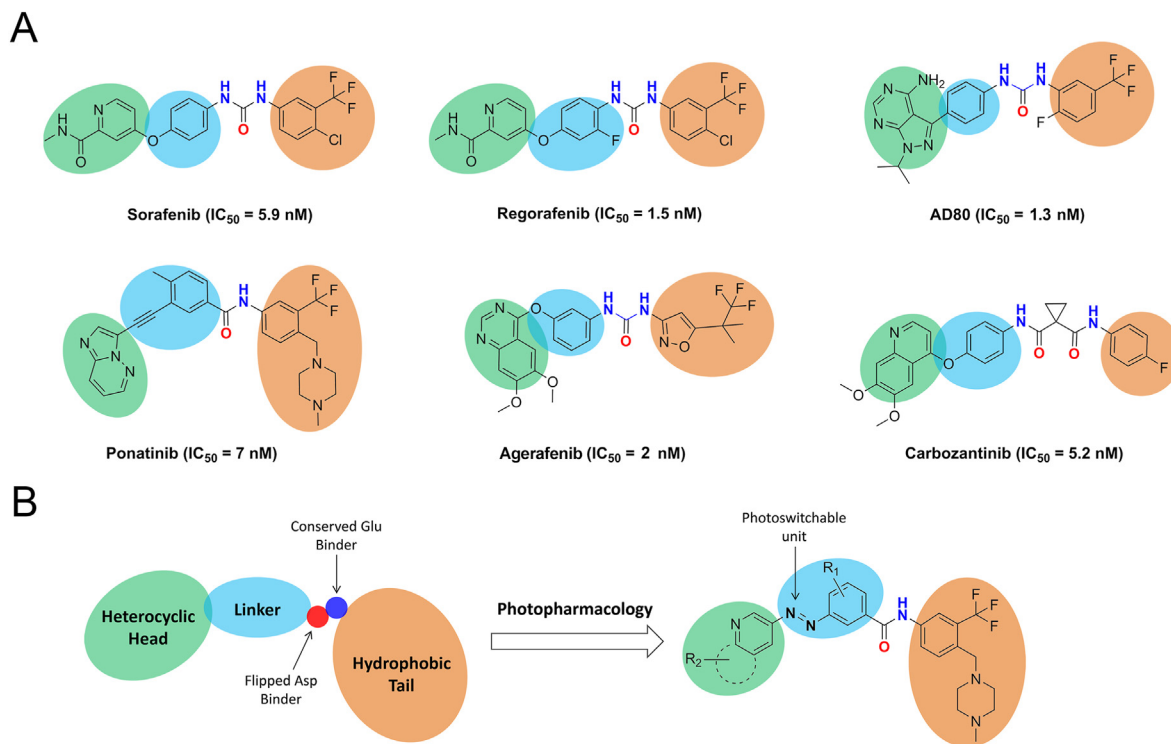 A
Sorafenib (IC50 = 5.9 nM)
Regorafenib (IC50 = 1.5 nM)
AD80 (IC50 = 1.3 nM)
Ponatinib (IC50 = 7 nM)
Agerafenib (IC50 = 2 nM)
Carbozantinib (IC50 = 5.2 nM)
B
Conserved Glu
Binder
Heterocyclic
Head
Linker
Flipped Asp
Binder
Hydrophobic
Tail
Photopharmacology
Photoswitchable
unit
R1
R2